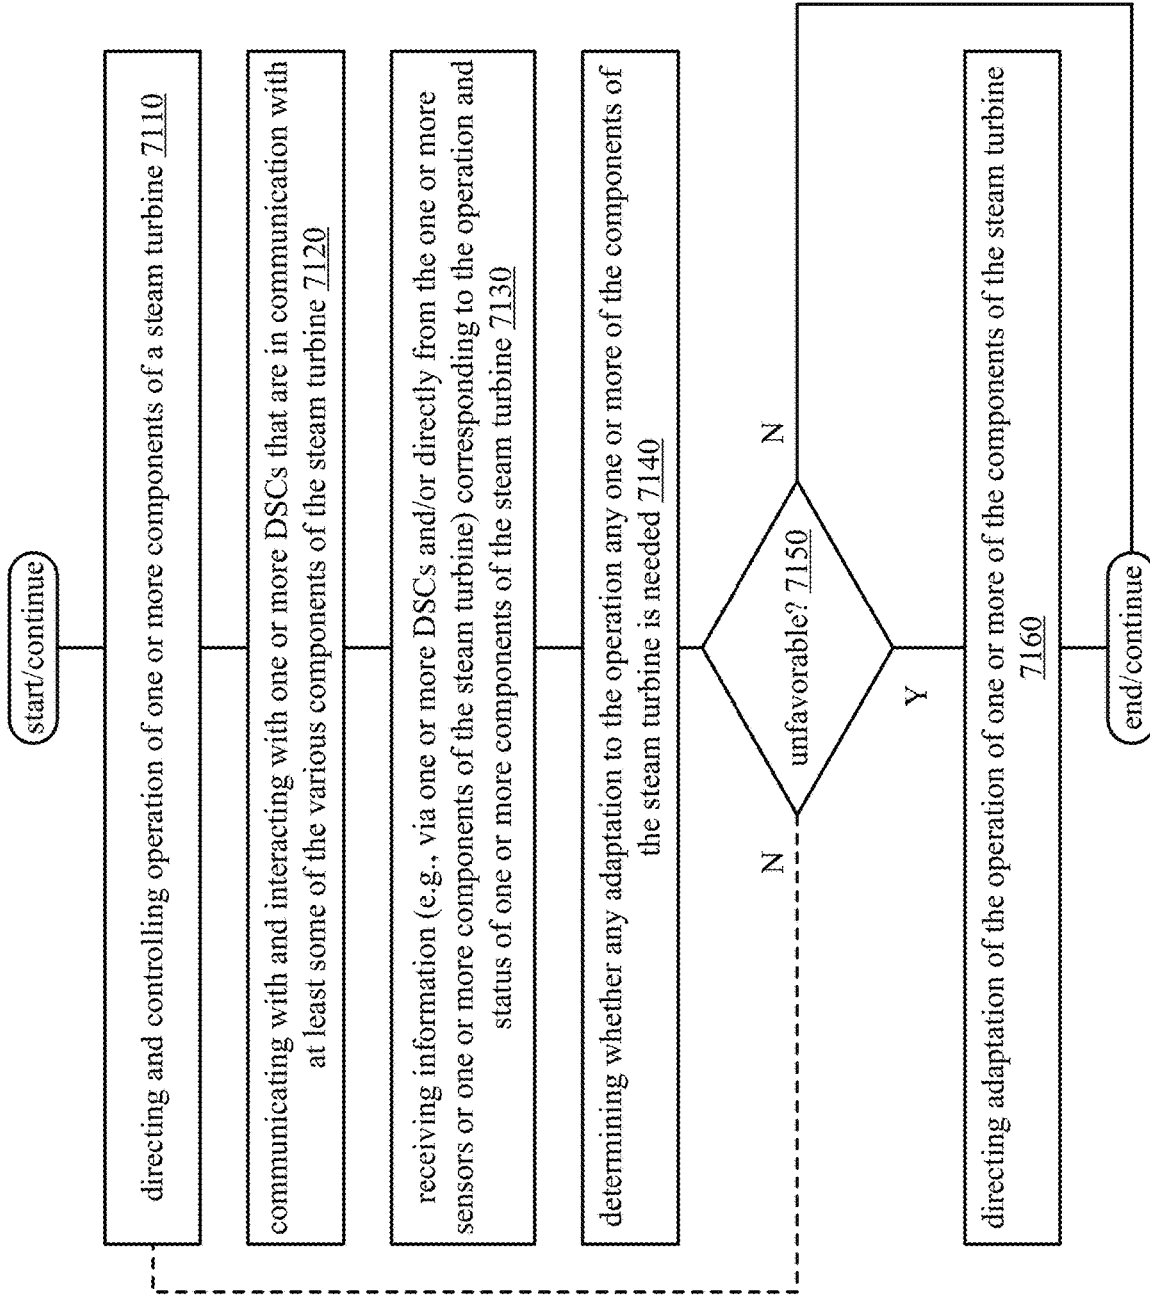 start/continue
directing and controlling operation of one or more components of a steam turbine 7110
communicating with and interacting with one or more DSCs that are in communication with
at least some of the various components of the steam turbine 7120
receiving information (e.g., via one or more DSCs and/or directly from the one or more
sensors or one or more components of the steam turbine) corresponding to the operation and
status of one or more components of the steam turbine 7130
determining whether any adaptation to the operation any one or more of the components of
the steam turbine is needed 7140
unfavorable? 7150
N
N
Y
directing adaptation of the operation of one or more of the components of the steam turbine
7160
end/continue